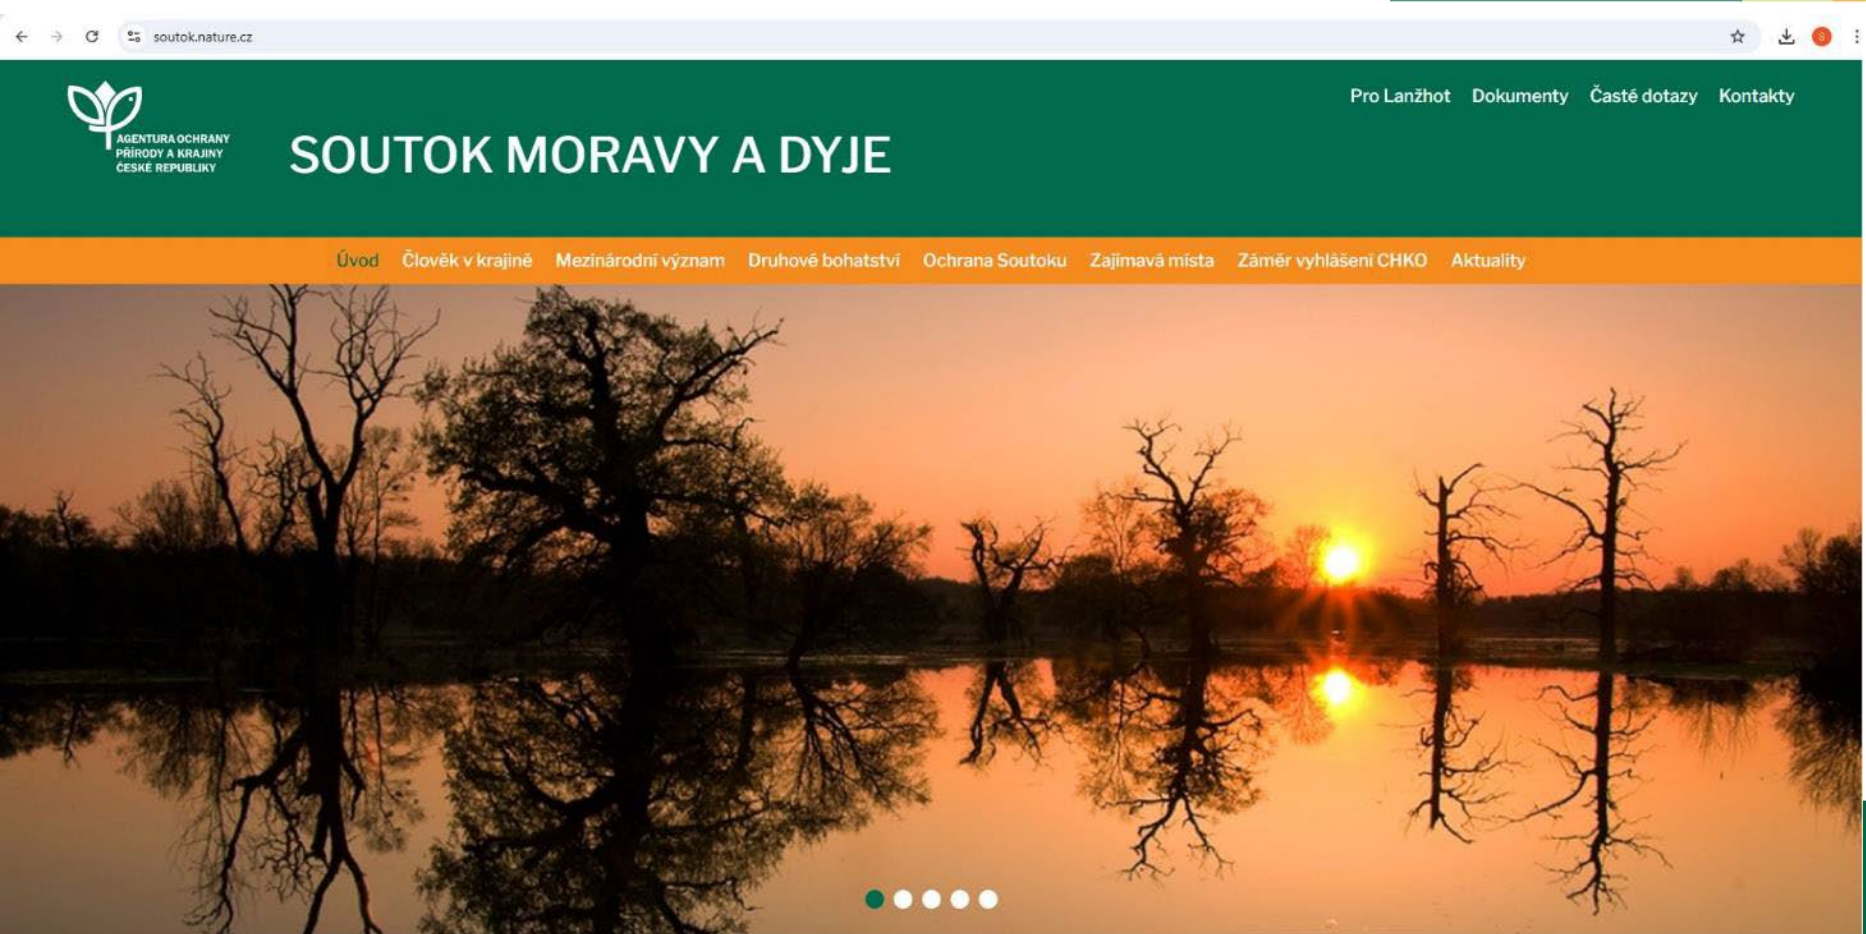 soutok.nature.cz
S
Pro Lanžhot Dokumenty Časté dotazy Kontakty
AGENTURA OCHRANY
PŘÍRODY A KRAJINY
ČESKÉ REPUBLIKY
SOUTOK MORAVY A DYJE
Úvod Člověk v krajině Mezinárodní význam Druhové bohatství Ochrana Soutoku Zajímavá místa Záměr vyhlášení CHKO Aktuality